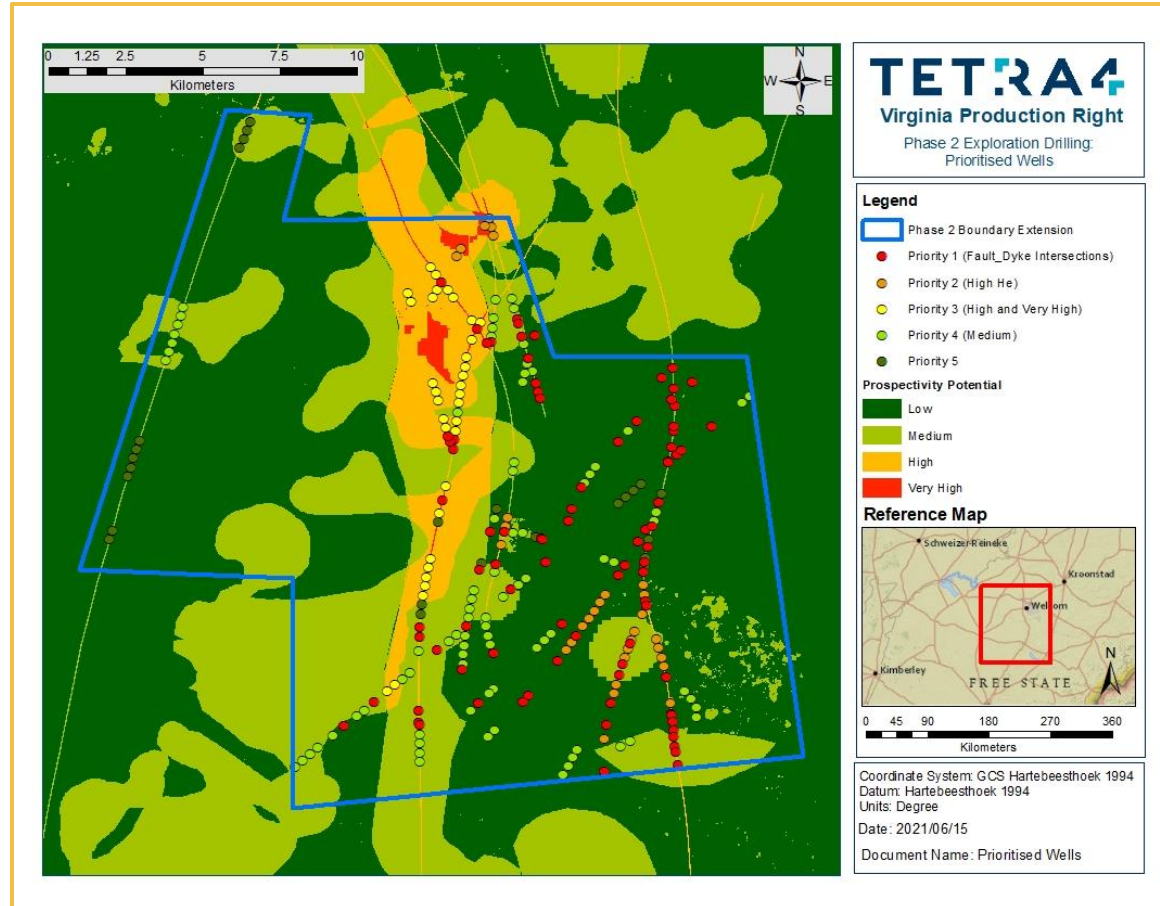 0 1.25 2.5 5 7.5 10
Kilometers
N
W E
S
TETRA4
Virginia Production Right
Phase 2 Exploration Drilling:
Prioritised Wells
Legend
Phase 2 Boundary Extension
Priority 1 (Fault_Dyke Intersections)
Priority 2 (High He)
Priority 3 (High and Very High)
Priority 4 (Medium)
Priority 5
Prospectivity Potential
Low
Medium
High
Very High
Reference Map
Schweizer-Reineke
Kroonstad
Welkom
Kimberley
FREE STATE
N
0 45 90 180 270 360
Kilometers
Coordinate System: GCS Hartebeesthoek 1994
Datum: Hartebeesthoek 1994
Units: Degree
Date: 2021/06/15
Document Name: Prioritised Wells